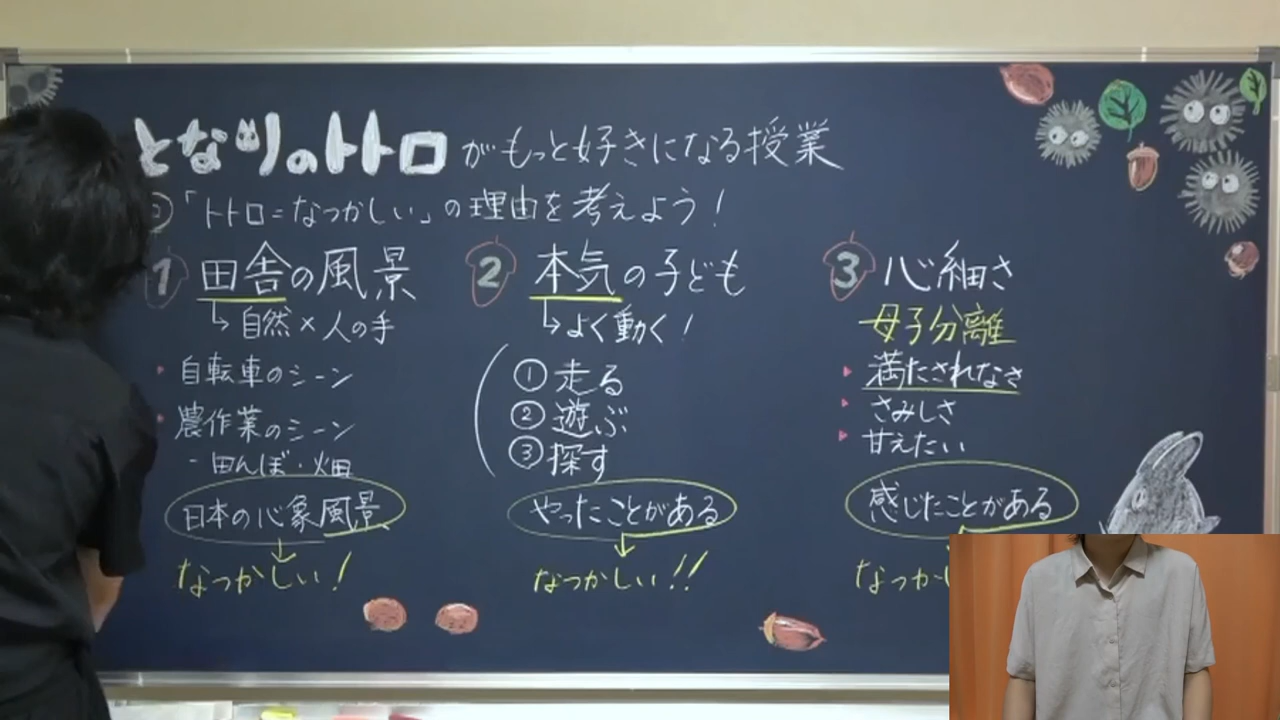 となりのトトロがもっと好きになる授業
「トトロ=なつかしい」の理由を考えよう!
1 田舎の風景
↳自然×人の手
・自転車のシーン
・農作業のシーン
- 田んぼ・畑
日本の心象風景
↓
なつかしい!
2 本気の子ども
↳よく動く!
① 走る
② 遊ぶ
③ 探す
やったことがある
↓
なつかしい!!
3 心細さ
母子分離
満たされなさ
さみしさ
甘えたい
感じたことがある
なつか